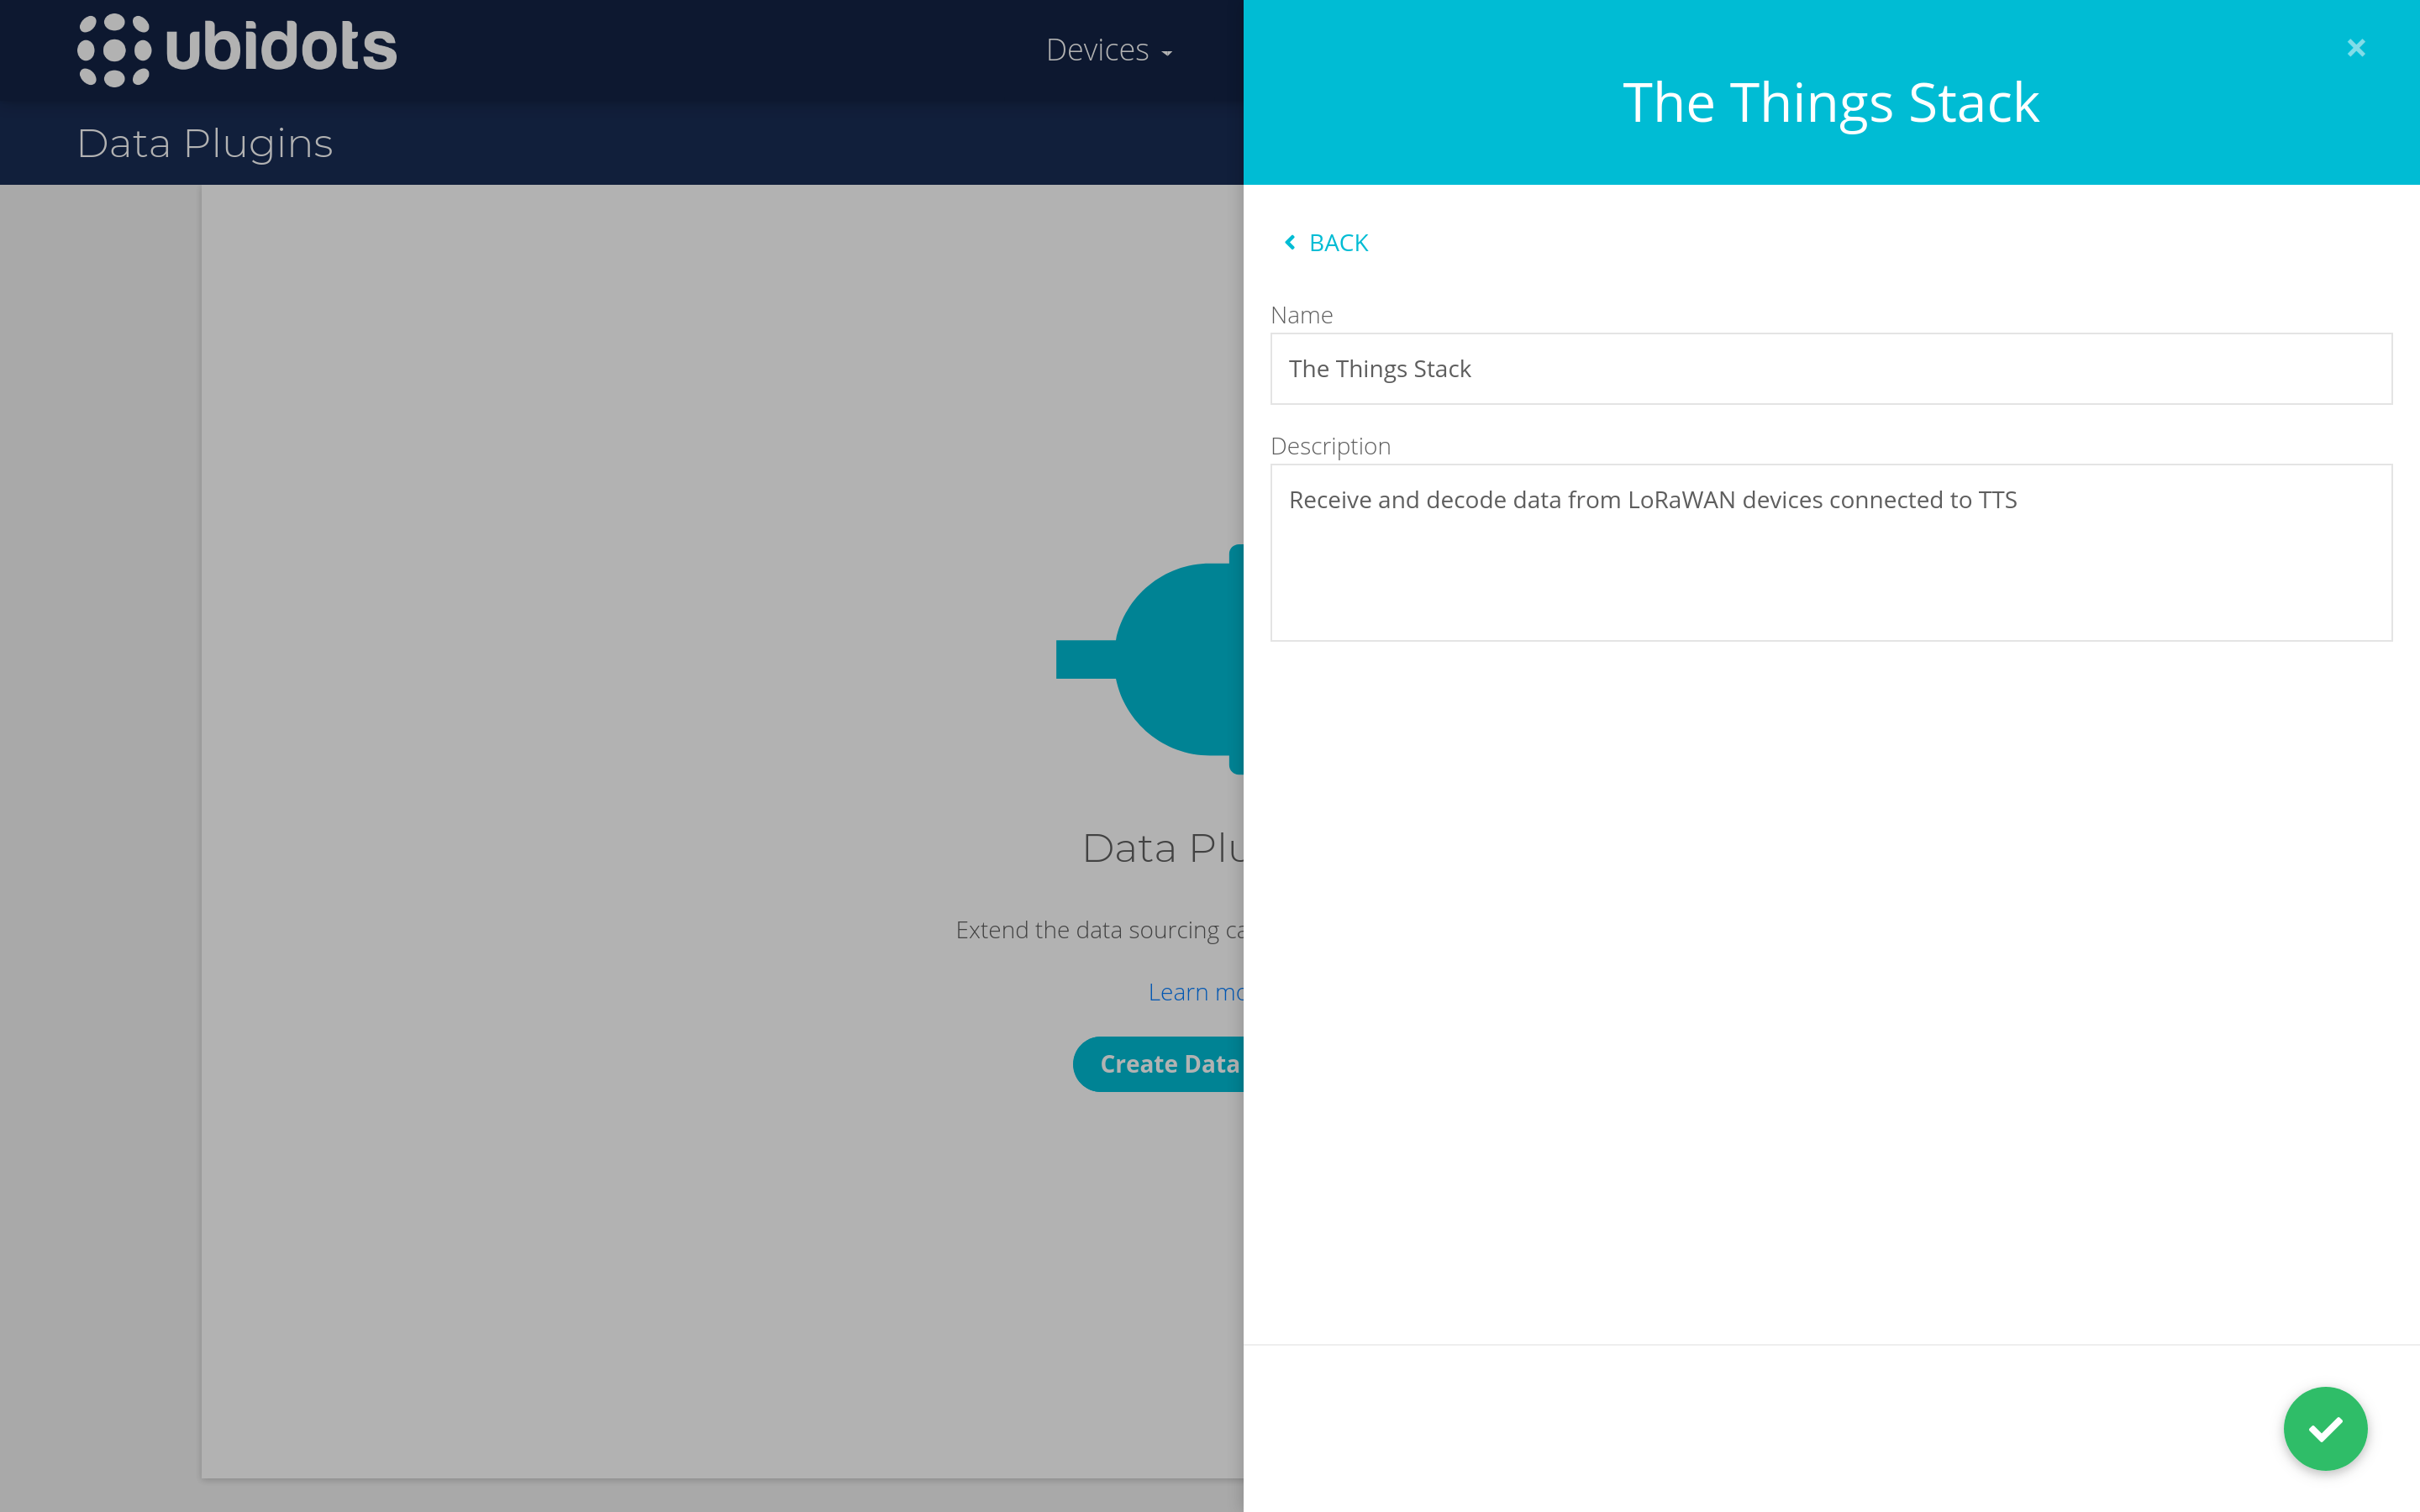 ubidots
Devices
Data Plugins
The Things Stack
BACK
Name
The Things Stack
Description
Receive and decode data from LoRaWAN devices connected to TTS
Data Plu
Extend the data sourcing ca
Learn mo
Create Data